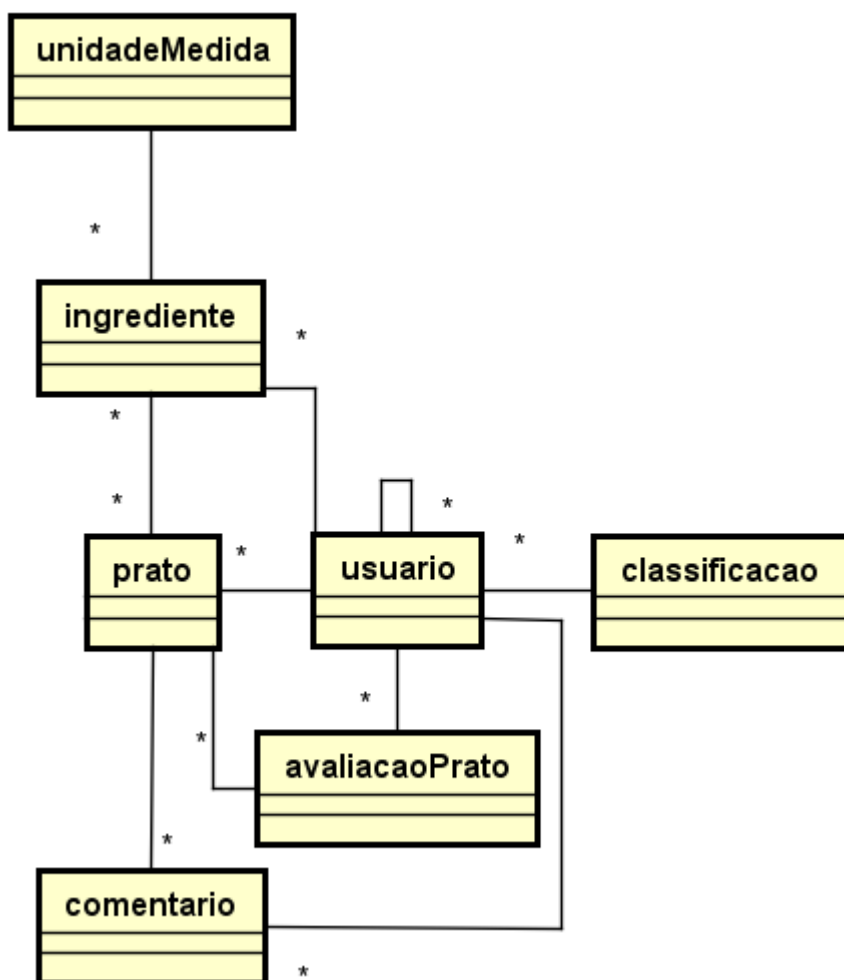 unidadeMedida
*
ingrediente
*
*
*
*
*
*
prato
usuario
classificacao
*
*
avaliacaoPrato
*
comentario
*